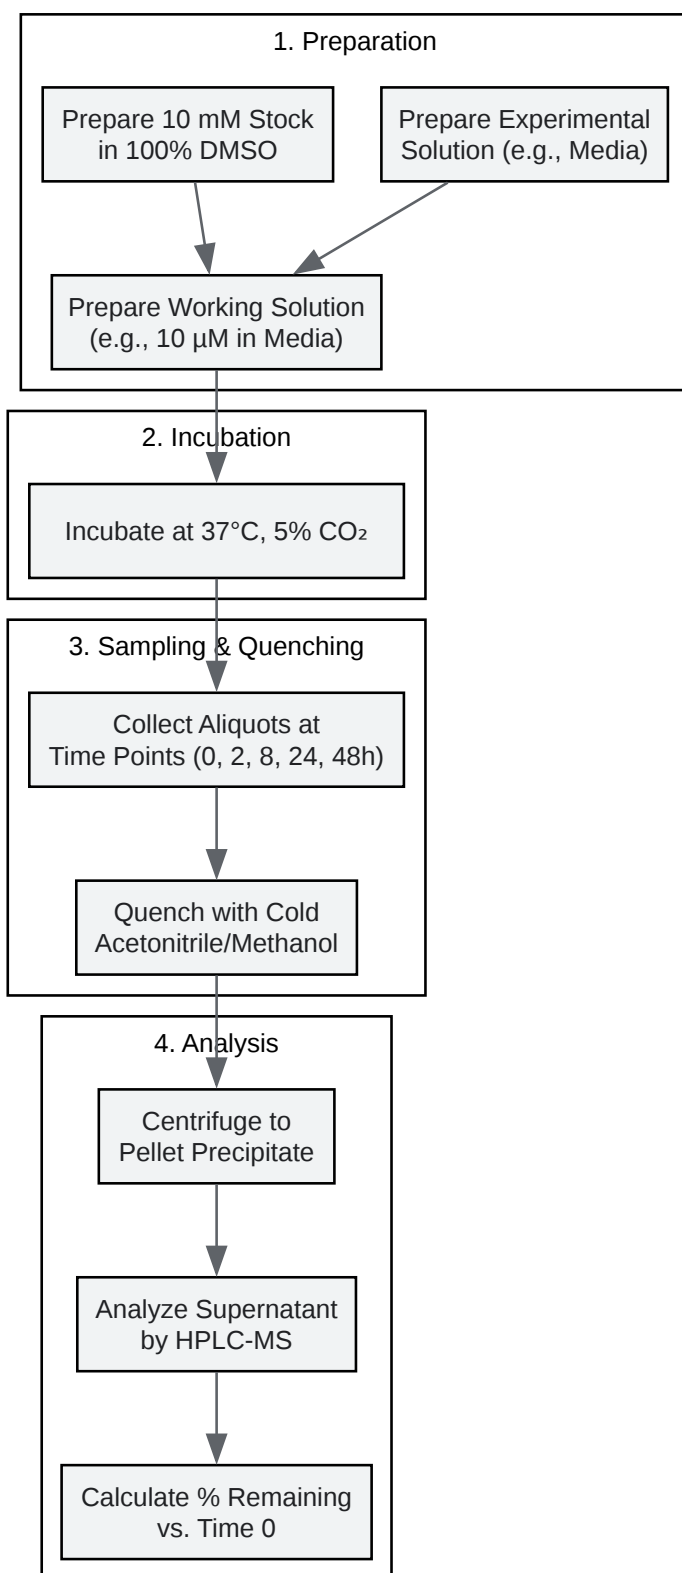 1. Preparation
Prepare 10 mM Stock
in 100% DMSO
Prepare Experimental
Solution (e.g., Media)
Prepare Working Solution
(e.g., 10 µM in Media)
2. Incubation
Incubate at 37°C, 5% CO₂
3. Sampling & Quenching
Collect Aliquots at
Time Points (0, 2, 8, 24, 48h)
Quench with Cold
Acetonitrile/Methanol
4. Analysis
Centrifuge to
Pellet Precipitate
Analyze Supernatant
by HPLC-MS
Calculate % Remaining
vs. Time 0